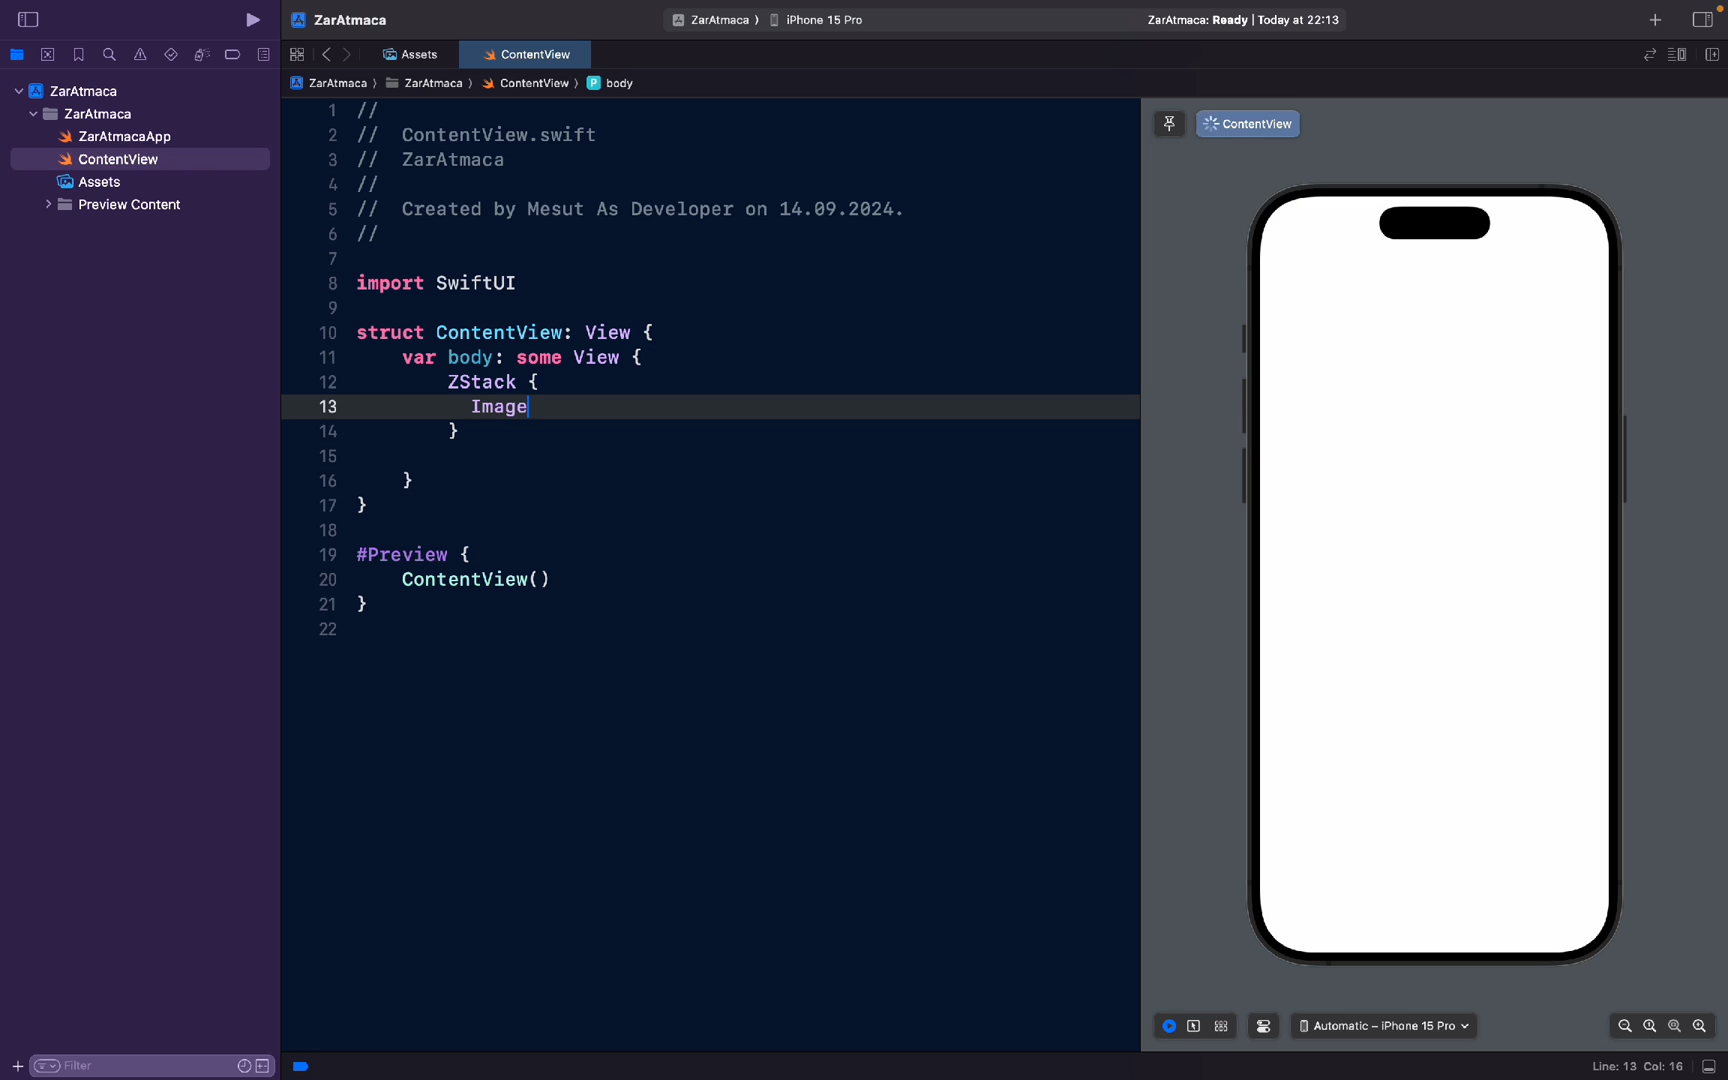 ZarAtmaca
ZarAtmaca 〉 iPhone 15 Pro
ZarAtmaca: Ready | Today at 22:13
Assets
ContentView
ZarAtmaca 〉 ZarAtmaca 〉 ContentView 〉 P body
ZarAtmaca
ZarAtmaca
ZarAtmacaApp
ContentView
Assets
Preview Content
1 //
2 //  ContentView.swift
3 //  ZarAtmaca
4 //
5 //  Created by Mesut As Developer on 14.09.2024.
6 //
7
8 import SwiftUI
9
10 struct ContentView: View {
11     var body: some View {
12         ZStack {
13           Image
14         }
15
16     }
17 }
18
19 #Preview {
20     ContentView()
21 }
22
ContentView
Automatic – iPhone 15 Pro
Filter
Line: 13 Col: 16